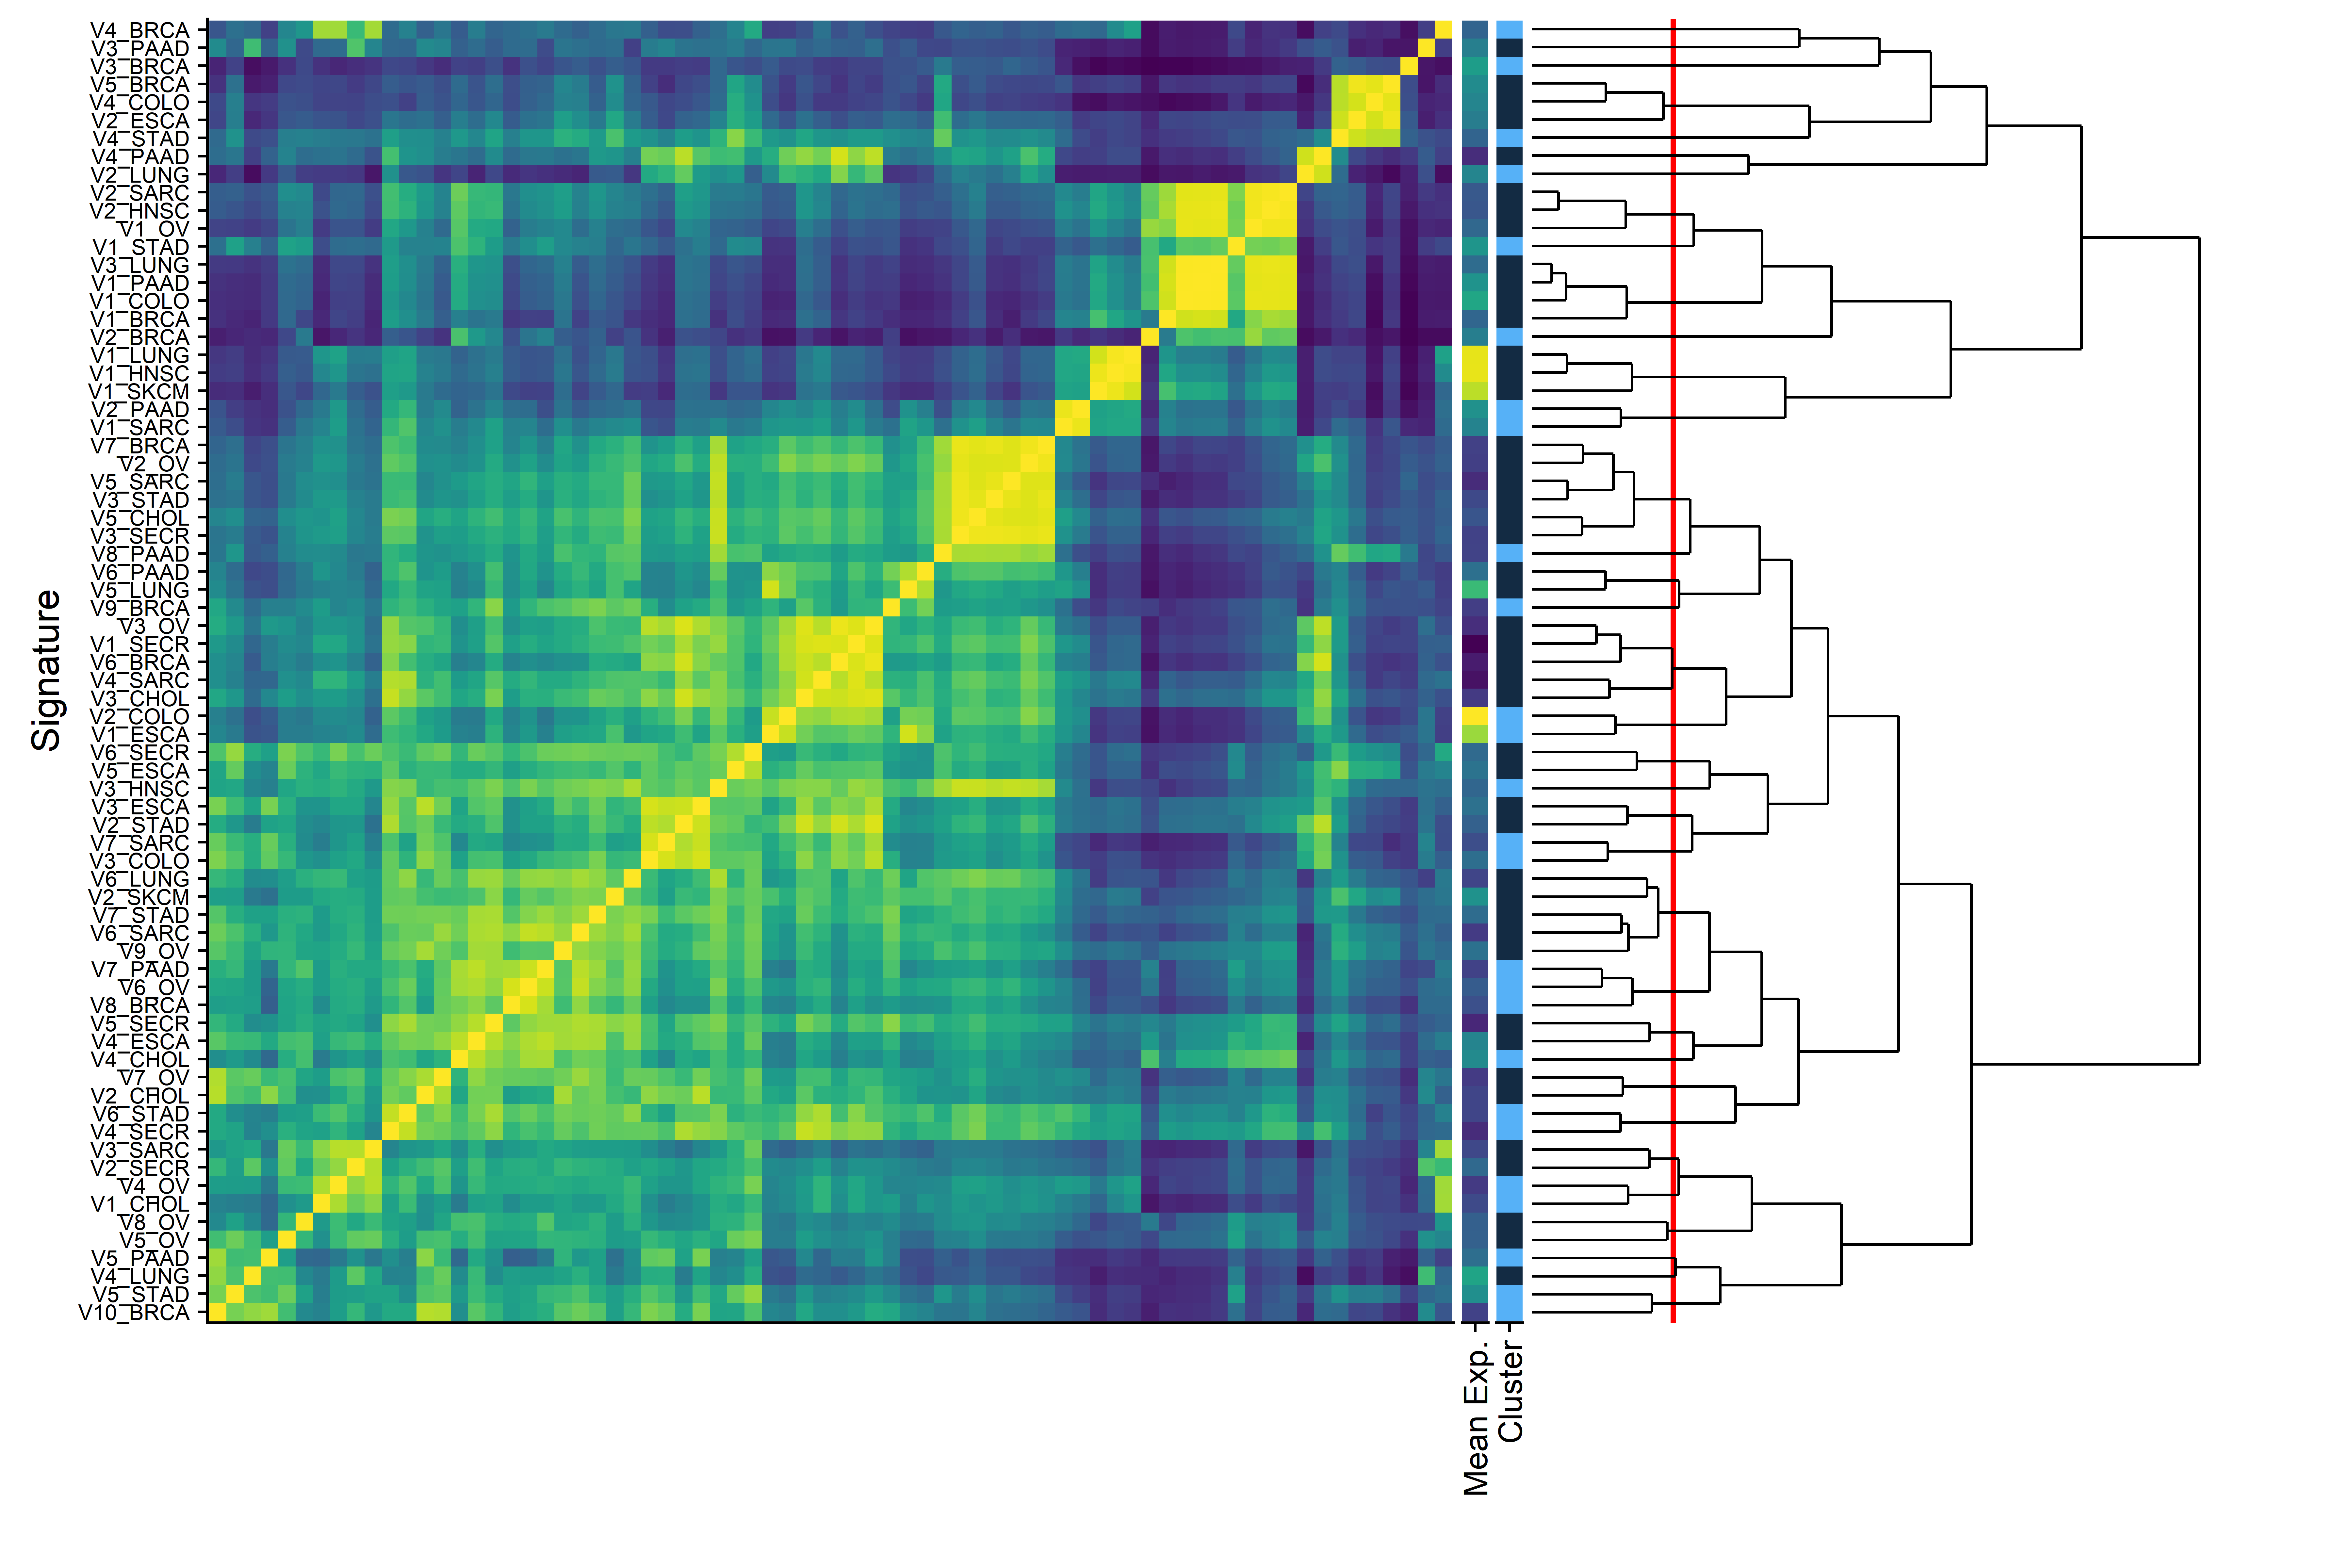 V4_BRCA
V3_PAAD
V3_BRCA
V5_BRCA
V4_COLO
V2_ESCA
V4_STAD
V4_PAAD
V2_LUNG
V2_SARC
V2_HNSC
V1_OV
V1_STAD
V3_LUNG
V1_PAAD
V1_COLO
V1_BRCA
V2_BRCA
V1_LUNG
V1_HNSC
V1_SKCM
V2_PAAD
V1_SARC
V7_BRCA
V2_OV
V5_SARC
V3_STAD
V5_CHOL
V3_SECR
V8_PAAD
V6_PAAD
V5_LUNG
V9_BRCA
V3_OV
V1_SECR
V6_BRCA
V4_SARC
V3_CHOL
V2_COLO
V1_ESCA
V6_SECR
V5_ESCA
V3_HNSC
V3_ESCA
V2_STAD
V7_SARC
V3_COLO
V6_LUNG
V2_SKCM
V7_STAD
V6_SARC
V9_OV
V7_PAAD
V6_OV
V8_BRCA
V5_SECR
V4_ESCA
V4_CHOL
V7_OV
V2_CHOL
V6_STAD
V4_SECR
V3_SARC
V2_SECR
V4_OV
V1_CHOL
V8_OV
V5_OV
V5_PAAD
V4_LUNG
V5_STAD
V10_BRCA
Signature
Mean Exp.
Cluster